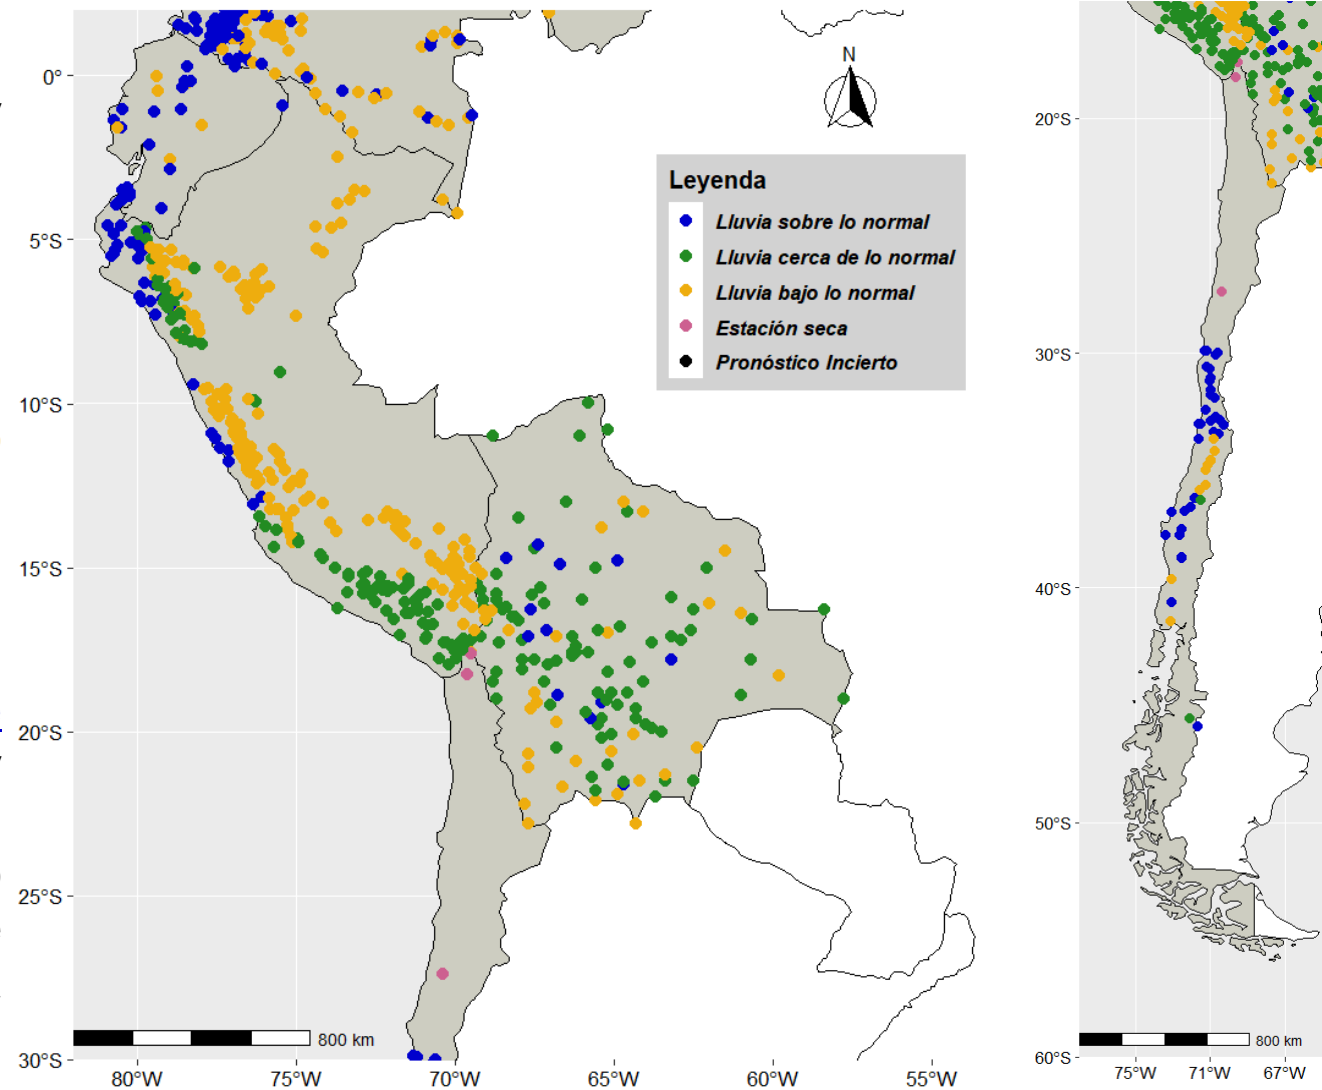 0°
5°S
10°S
15°S
20°S
25°S
30°S
80°W
75°W
70°W
65°W
60°W
55°W
800 km
N
Leyenda
Lluvia sobre lo normal
Lluvia cerca de lo normal
Lluvia bajo lo normal
Estación seca
Pronóstico Incierto
20°S
30°S
40°S
50°S
60°S
75°W
71°W
67°W
800 km